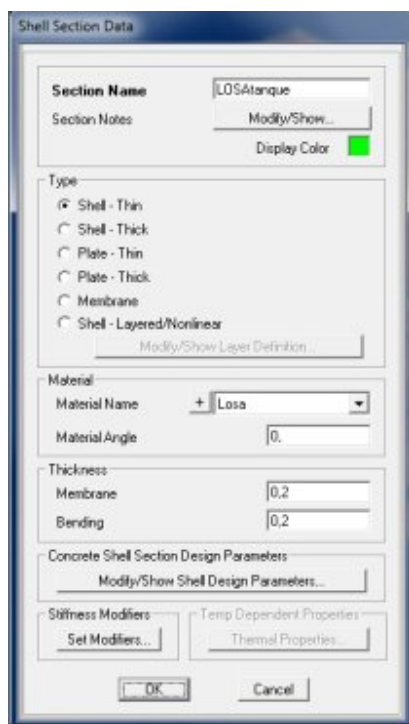 Shell Section Data
Section Name LOSAtanque
Section Notes Modify/Show...
Display Color
Type
Shell - Thin
Shell - Thick
Plate - Thin
Plate - Thick
Membrane
Shell - Layered/Nonlinear
Modify/Show Layer Definition...
Material
Material Name + Losa
Material Angle 0,
Thickness
Membrane 0,2
Bending 0,2
Concrete Shell Section Design Parameters
Modify/Show Shell Design Parameters...
Stiffness Modifiers Temp Dependent Properties
Set Modifiers... Thermal Properties...
OK Cancel